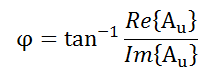 φ = tan⁻¹ Re{Aᵤ} / Im{Aᵤ}